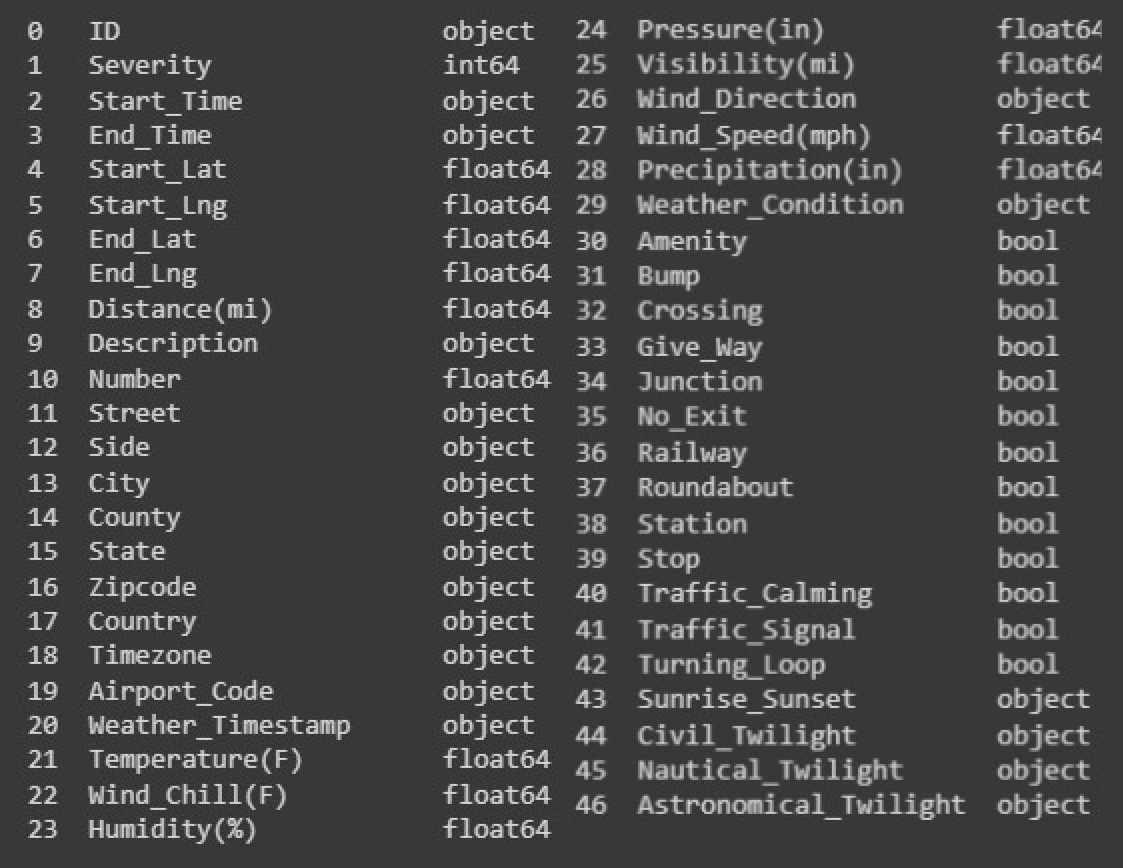 0 ID object
1 Severity int64
2 Start_Time object
3 End_Time object
4 Start_Lat float64
5 Start_Lng float64
6 End_Lat float64
7 End_Lng float64
8 Distance(mi) float64
9 Description object
10 Number float64
11 Street object
12 Side object
13 City object
14 County object
15 State object
16 Zipcode object
17 Country object
18 Timezone object
19 Airport_Code object
20 Weather_Timestamp object
21 Temperature(F) float64
22 Wind_Chill(F) float64
23 Humidity(%) float64
24 Pressure(in) float64
25 Visibility(mi) float64
26 Wind_Direction object
27 Wind_Speed(mph) float64
28 Precipitation(in) float64
29 Weather_Condition object
30 Amenity bool
31 Bump bool
32 Crossing bool
33 Give_Way bool
34 Junction bool
35 No_Exit bool
36 Railway bool
37 Roundabout bool
38 Station bool
39 Stop bool
40 Traffic_Calming bool
41 Traffic_Signal bool
42 Turning_Loop bool
43 Sunrise_Sunset object
44 Civil_Twilight object
45 Nautical_Twilight object
46 Astronomical_Twilight object